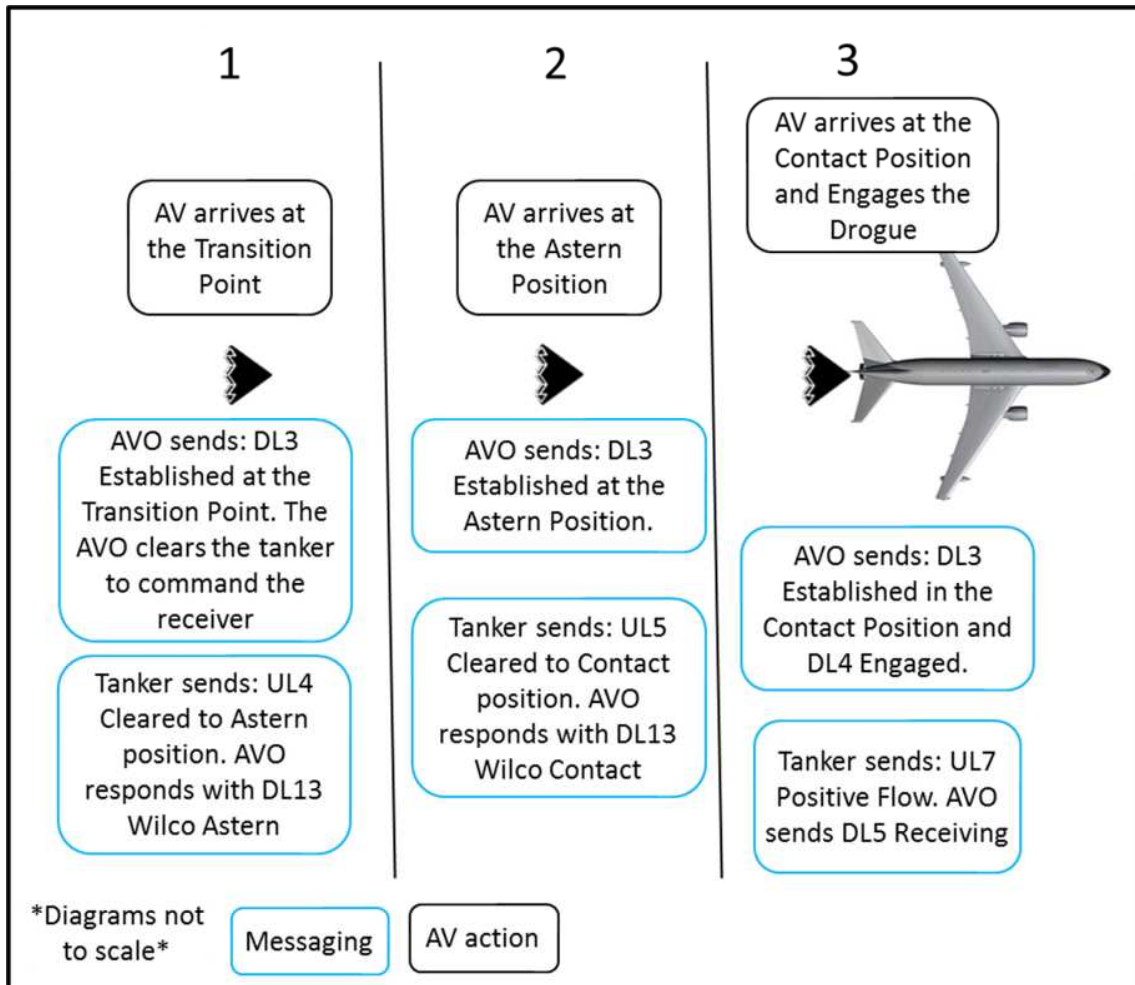 1
AV arrives at
the Transition
Point
AVO sends: DL3
Established at the
Transition Point. The
AVO clears the tanker
to command the
receiver
Tanker sends: UL4
Cleared to Astern
position. AVO
responds with DL13
Wilco Astern
2
AV arrives at
the Astern
Position
AVO sends: DL3
Established at the
Astern Position.
Tanker sends: UL5
Cleared to Contact
position. AVO
responds with DL13
Wilco Contact
3
AV arrives at the
Contact Position
and Engages the
Drogue
AVO sends: DL3
Established in the
Contact Position and
DL4 Engaged.
Tanker sends: UL7
Positive Flow. AVO
sends DL5 Receiving
*Diagrams not
to scale*
Messaging
AV action